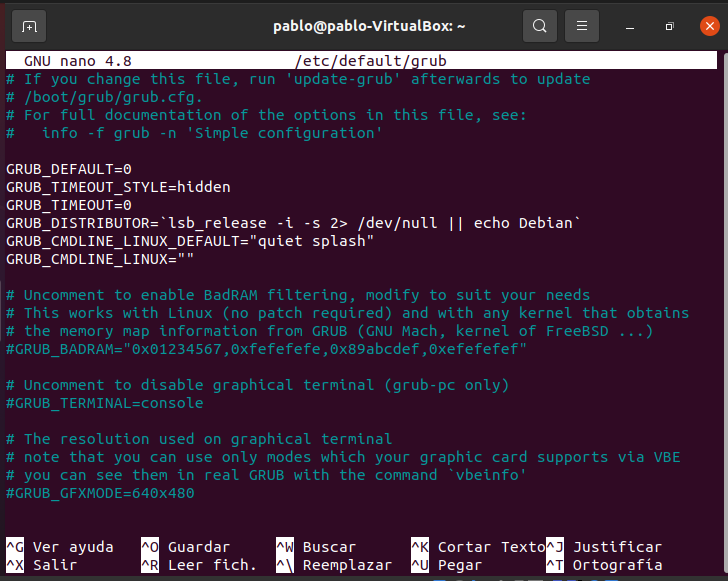 pablo@pablo-VirtualBox: ~
GNU nano 4.8 /etc/default/grub
# If you change this file, run 'update-grub' afterwards to update
# /boot/grub/grub.cfg.
# For full documentation of the options in this file, see:
#   info -f grub -n 'Simple configuration'

GRUB_DEFAULT=0
GRUB_TIMEOUT_STYLE=hidden
GRUB_TIMEOUT=0
GRUB_DISTRIBUTOR=`lsb_release -i -s 2> /dev/null || echo Debian`
GRUB_CMDLINE_LINUX_DEFAULT="quiet splash"
GRUB_CMDLINE_LINUX=""

# Uncomment to enable BadRAM filtering, modify to suit your needs
# This works with Linux (no patch required) and with any kernel that obtains
# the memory map information from GRUB (GNU Mach, kernel of FreeBSD ...)
#GRUB_BADRAM="0x01234567,0xfefefefe,0x89abcdef,0xefefefef"

# Uncomment to disable graphical terminal (grub-pc only)
#GRUB_TERMINAL=console

# The resolution used on graphical terminal
# note that you can use only modes which your graphic card supports via VBE
# you can see them in real GRUB with the command `vbeinfo'
#GRUB_GFXMODE=640x480

^G Ver ayuda ^O Guardar ^W Buscar ^K Cortar Texto ^J Justificar
^X Salir ^R Leer fich. ^\ Reemplazar ^U Pegar ^T Ortografía